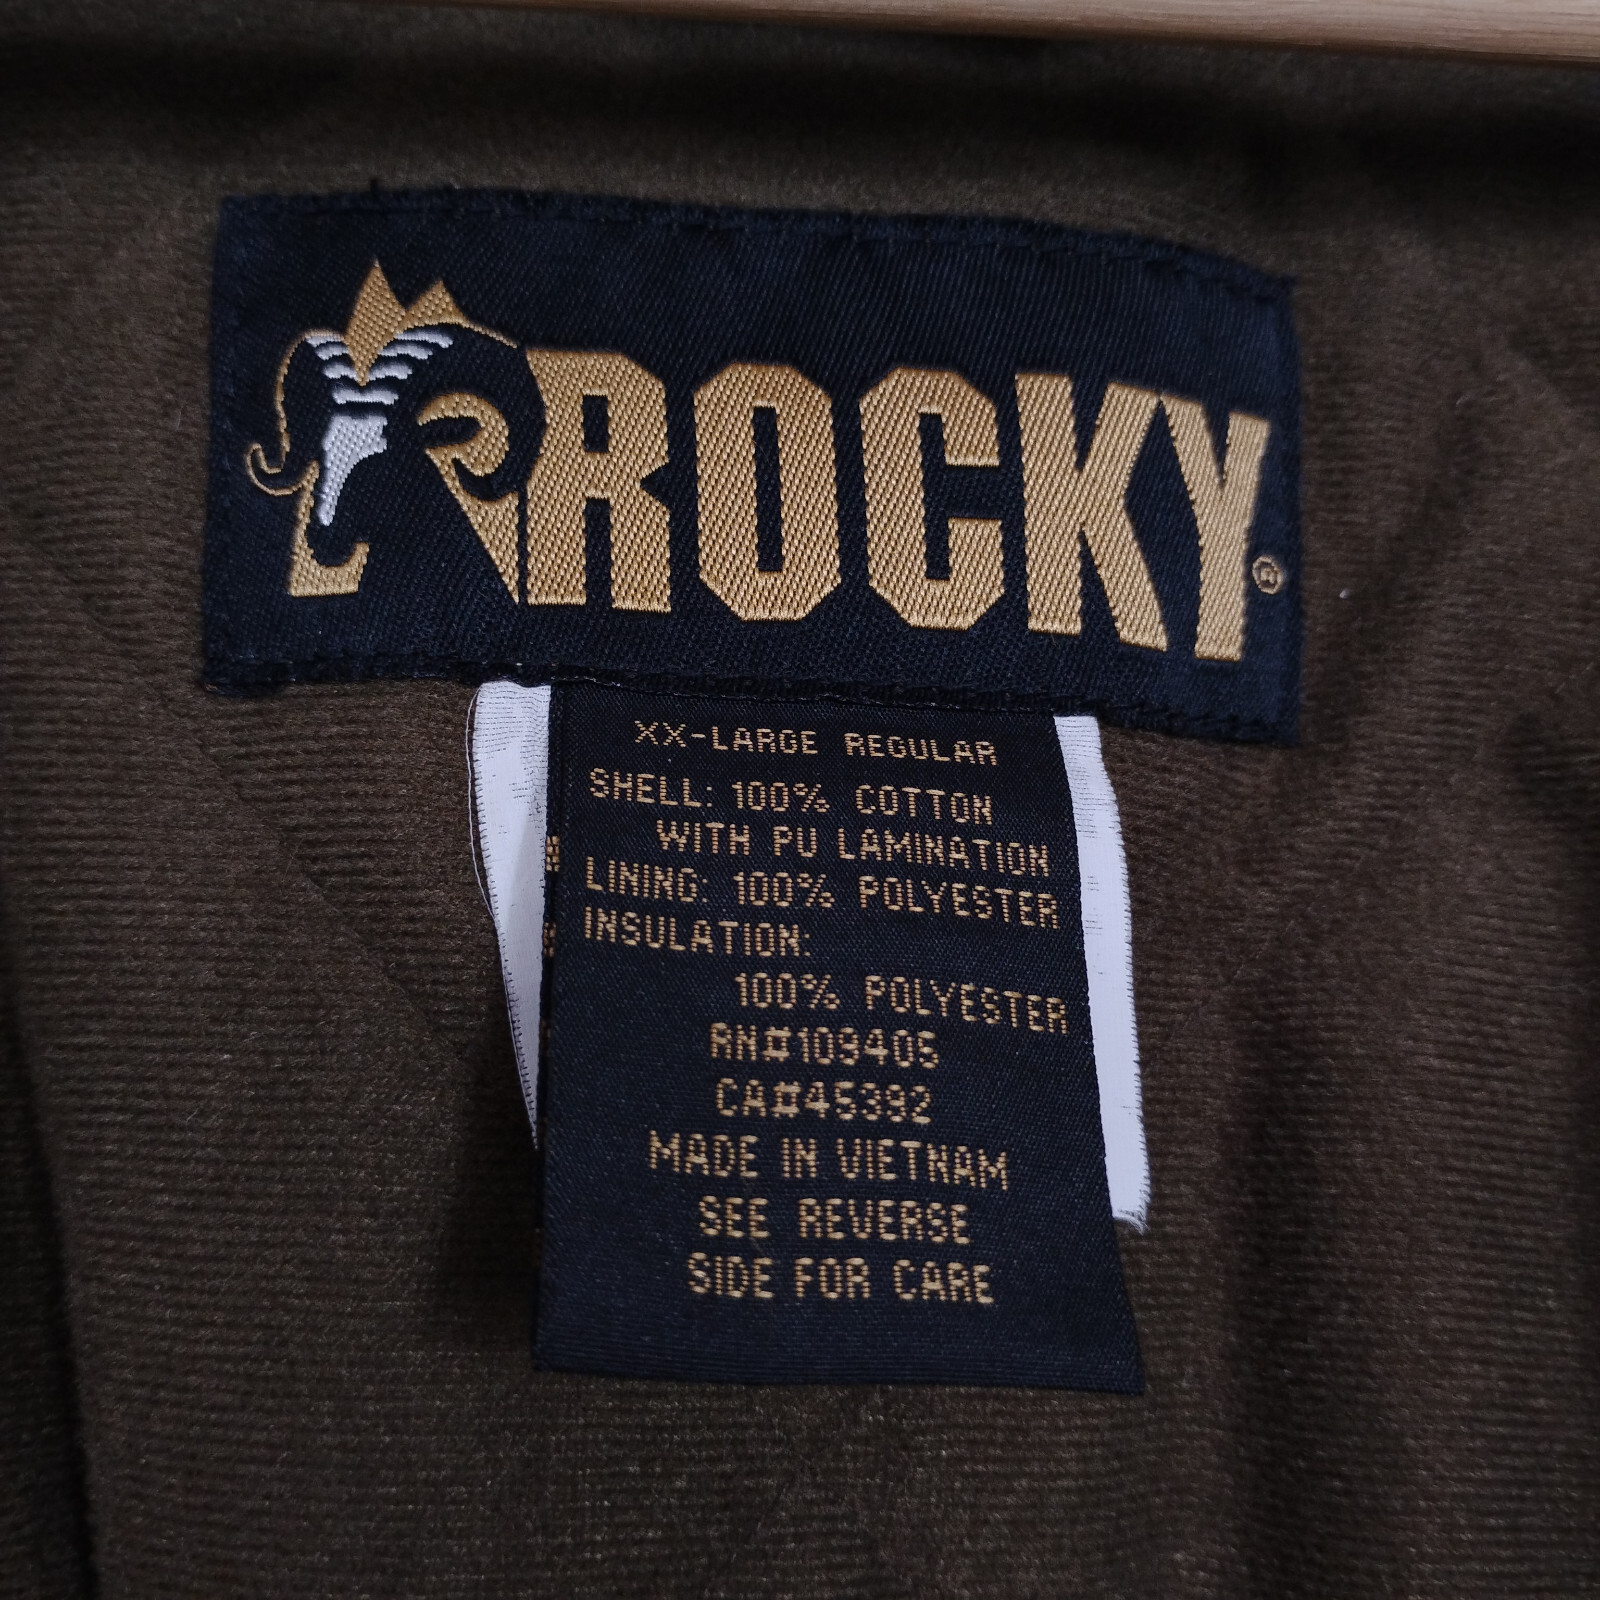 ROCKY®
XX-LARGE REGULAR
SHELL: 100% COTTON
WITH PU LAMINATION
LINING: 100% POLYESTER
INSULATION:
100% POLYESTER
RN#109405
CA#45392
MADE IN VIETNAM
SEE REVERSE
SIDE FOR CARE